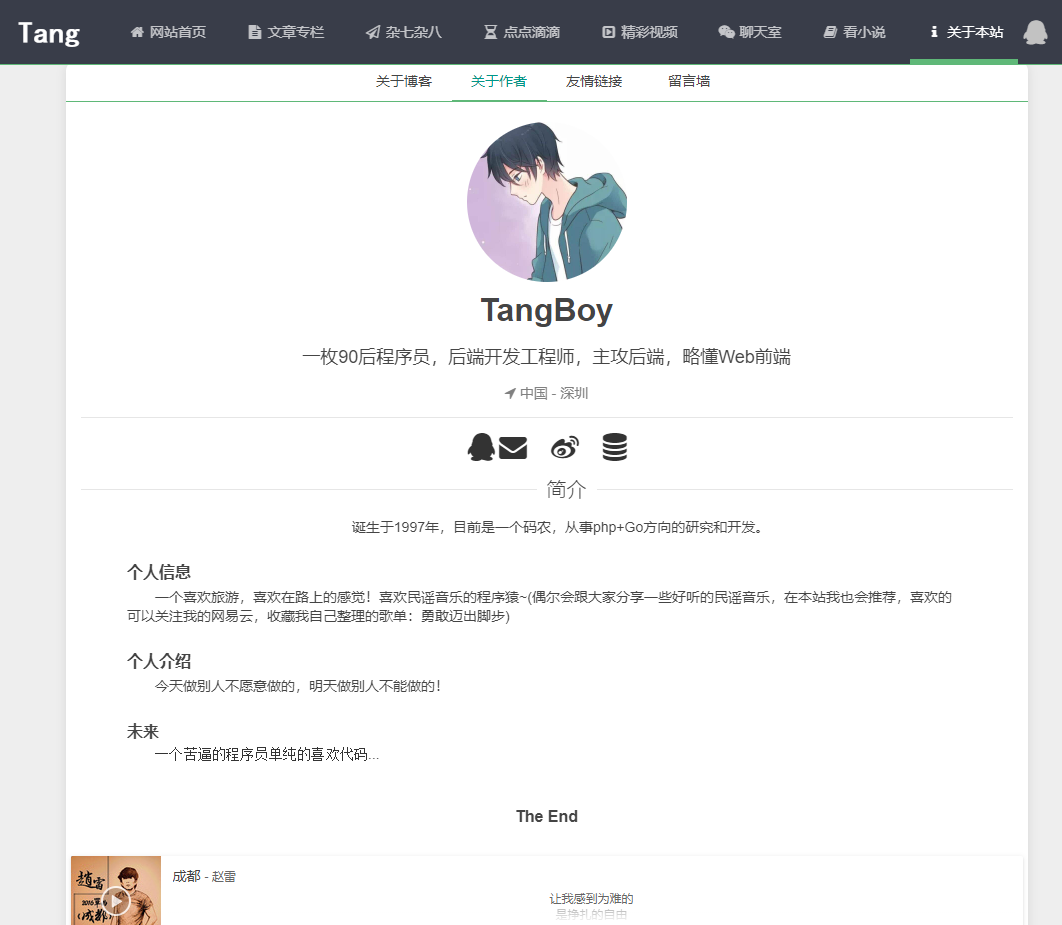 Tang 网站首页 文章专栏 杂七杂八 点点滴滴 精彩视频 聊天室 看小说 关于本站
关于博客 关于作者 友情链接 留言墙
TangBoy
一枚90后程序员，后端开发工程师，主攻后端，略懂Web前端
中国 - 深圳
简介
诞生于1997年，目前是一个码农，从事php+Go方向的研究和开发。
个人信息
一个喜欢旅游，喜欢在路上的感觉！喜欢民谣音乐的程序猿~(偶尔会跟大家分享一些好听的民谣音乐，在本站我也会推荐，喜欢的
可以关注我的网易云，收藏我自己整理的歌单：勇敢迈出脚步)
个人介绍
今天做别人不愿意做的，明天做别人不能做的！
未来
一个苦逼的程序员单纯的喜欢代码...
The End
趙雷
(成都)
成都 - 赵雷
让我感到为难的
是挣扎的自由